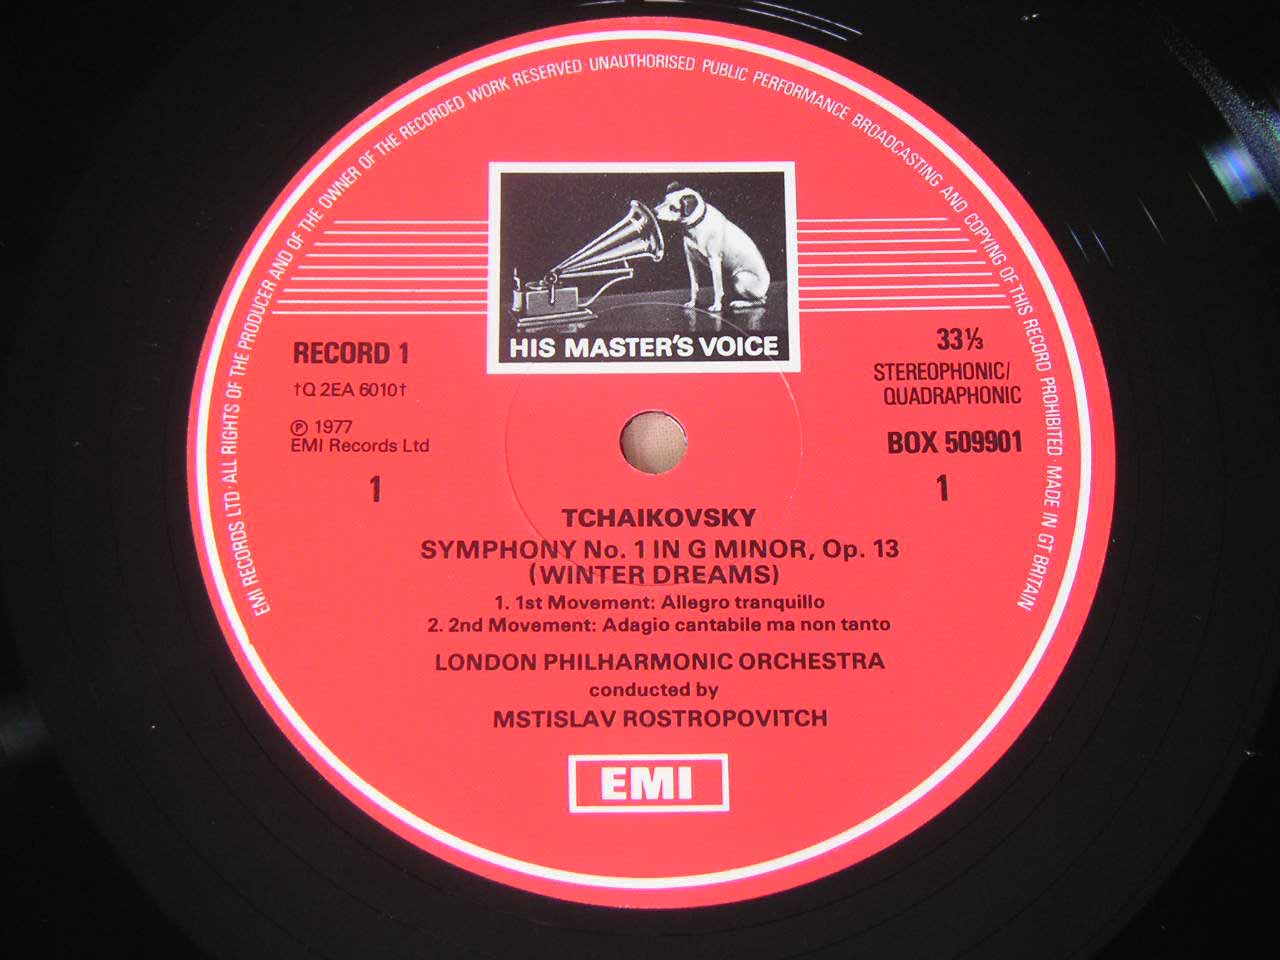 EMI RECORDS LTD · ALL RIGHTS OF THE PRODUCER AND OF THE OWNER OF THE RECORDED WORK RESERVED · UNAUTHORISED PUBLIC PERFORMANCE BROADCASTING AND COPYING OF THIS RECORD PROHIBITED · MADE IN GT BRITAIN
HIS MASTER'S VOICE
RECORD 1
†Q 2EA 6010†
℗ 1977
EMI Records Ltd
1
33⅓
STEREOPHONIC/
QUADRAPHONIC
BOX 509901
1
TCHAIKOVSKY
SYMPHONY No. 1 IN G MINOR, Op. 13
(WINTER DREAMS)
1. 1st Movement: Allegro tranquillo
2. 2nd Movement: Adagio cantabile ma non tanto
LONDON PHILHARMONIC ORCHESTRA
conducted by
MSTISLAV ROSTROPOVITCH
EMI